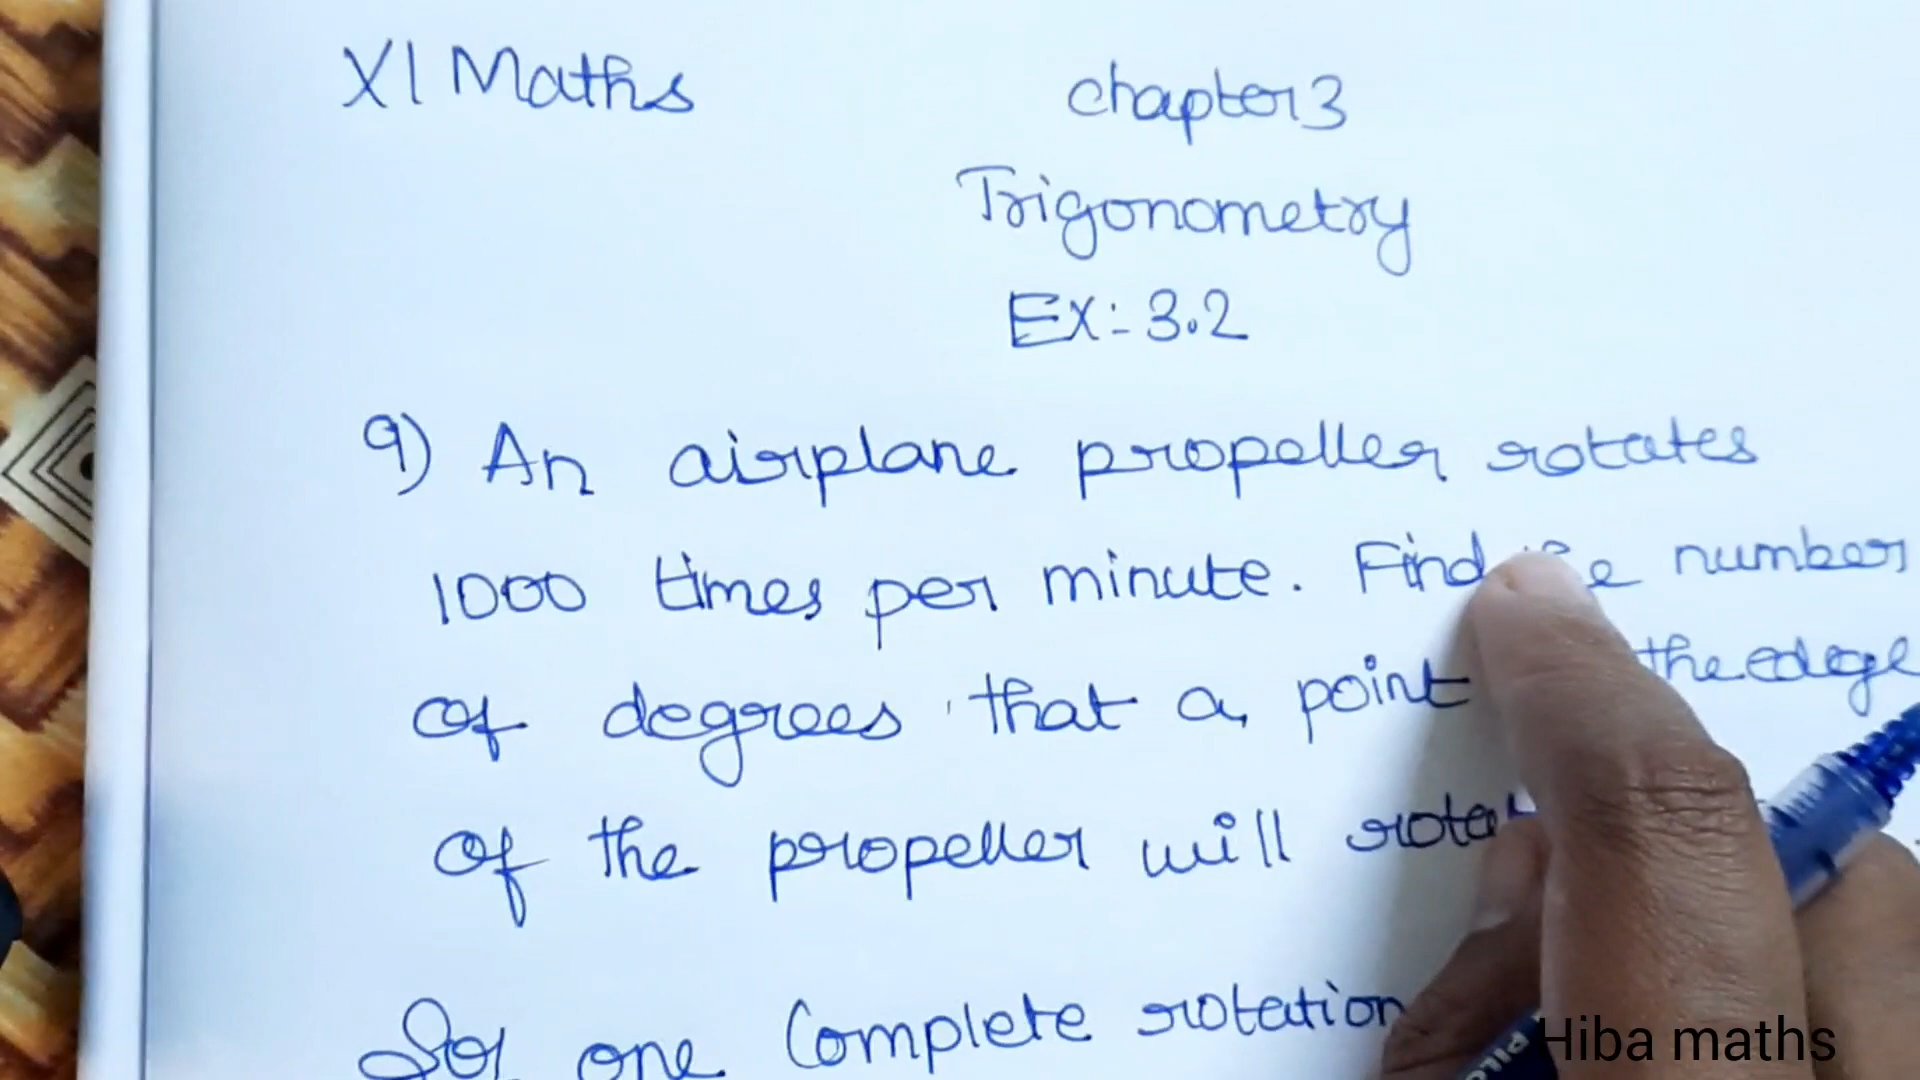 XI Maths
chapter 3
Trigonometry
EX:- 3.2
9) An airplane propeller rotates
1000 times per minute. Find number
of degrees that a point the edege
of the propeller will
Sol one Complete rotation
Hiba maths